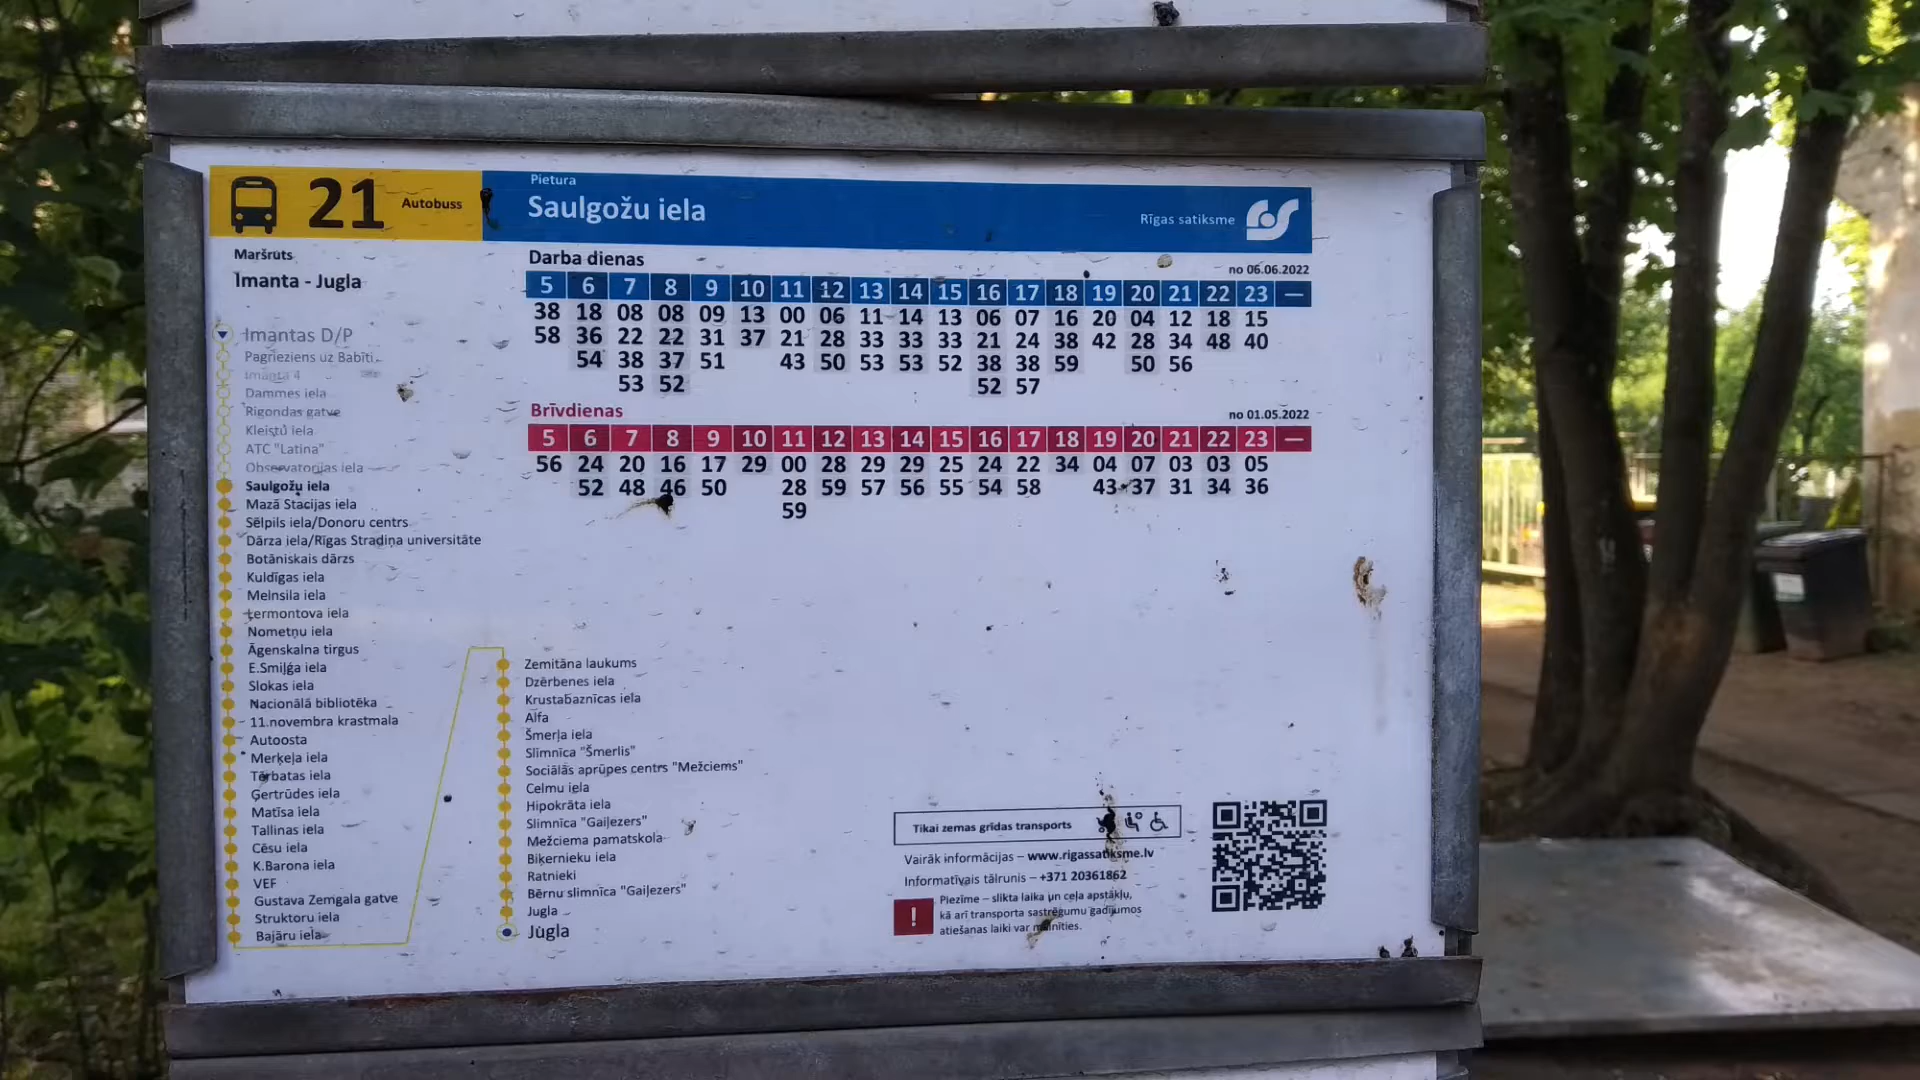 21 Autobuss
Pietura
Saulgožu iela
Rīgas satiksme
Maršruts
Imanta - Jugla
Darba dienas
no 06.06.2022
5 6 7 8 9 10 11 12 13 14 15 16 17 18 19 20 21 22 23 —
38 18 08 08 09 13 00 06 11 14 13 06 07 16 20 04 12 18 15
58 36 22 22 31 37 21 28 33 33 33 21 24 38 42 28 34 48 40
54 38 37 51 43 50 53 53 52 38 38 59 50 56
53 52 52 57
Brīvdienas
no 01.05.2022
5 6 7 8 9 10 11 12 13 14 15 16 17 18 19 20 21 22 23 —
56 24 20 16 17 29 00 28 29 29 25 24 22 34 04 07 03 03 05
52 48 46 50 28 59 57 56 55 54 58 43 37 31 34 36
59
Imantas D/P
Pagrieziens uz Babīti
Imanta 4
Dammes iela
Rigondas gatve
Kleistu iela
ATC "Latina"
Observatorijas iela
Saulgožu iela
Mazā Stacijas iela
Sēlpils iela/Donoru centrs
Dārza iela/Rīgas Stradiņa universitāte
Botāniskais dārzs
Kuldīgas iela
Melnsila iela
Ļermontova iela
Nometņu iela
Āgenskalna tirgus
E.Smiļģa iela
Slokas iela
Nacionālā bibliotēka
11.novembra krastmala
Autoosta
Merķeļa iela
Tērbatas iela
Ģertrūdes iela
Matīsa iela
Tallinas iela
Cēsu iela
K.Barona iela
VEF
Gustava Zemgala gatve
Struktoru iela
Bajāru iela
Zemitāna laukums
Dzērbenes iela
Krustabaznīcas iela
Alfa
Šmerļa iela
Slimnīca "Šmerlis"
Sociālās aprūpes centrs "Mežciems"
Celmu iela
Hipokrāta iela
Slimnīca "Gaiļezers"
Mežciema pamatskola
Biķernieku iela
Ratnieki
Bērnu slimnīca "Gaiļezers"
Jugla
Jugla
Tikai zemas grīdas transports
Vairāk informācijas – www.rigassatiksme.lv
Informatīvais tālrunis – +371 20361862
! Piezīme – slikta laika un ceļa apstākļu,
kā arī transporta sastrēgumu gadījumos
atiešanas laiki var mainīties.